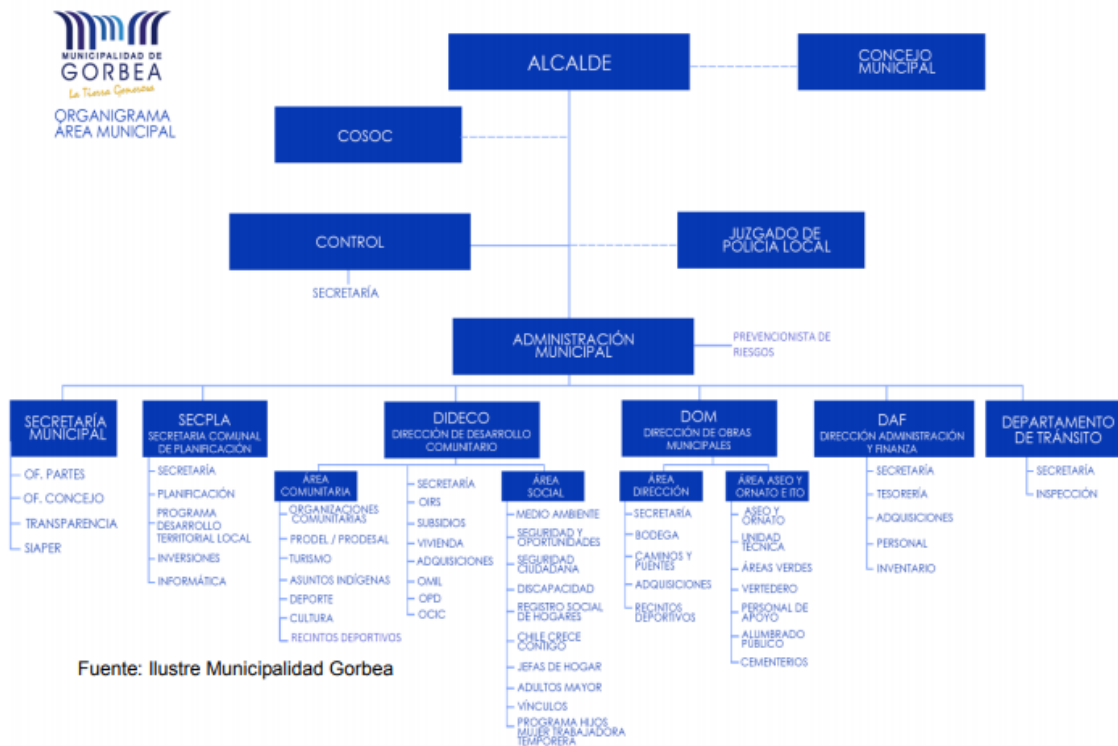 MUNICIPALIDAD DE
GORBEA
La Tierra Generosa
ORGANIGRAMA
ÁREA MUNICIPAL
ALCALDE
CONCEJO
MUNICIPAL
COSOC
CONTROL
JUZGADO DE
POLICIA LOCAL
SECRETARÍA
ADMINISTRACIÓN
MUNICIPAL
PREVENCIONISTA DE
RIESGOS
SECRETARÍA
MUNICIPAL
OF. PARTES
OF. CONCEJO
TRANSPARENCIA
SIAPER
SECPLA
SECRETARIA COMUNAL
DE PLANIFICACIÓN
SECRETARÍA
PLANIFICACIÓN
PROGRAMA
DESARROLLO
TERRITORIAL LOCAL
INVERSIONES
INFORMÁTICA
DIDECO
DIRECCIÓN DE DESARROLLO
COMUNITARIO
ÁREA
COMUNITARIA
ORGANIZACIONES
COMUNITARIAS
PRODEL / PRODESAL
TURISMO
ASUNTOS INDÍGENAS
DEPORTE
CULTURA
RECINTOS DEPORTIVOS
SECRETARÍA
OIRS
SUBSIDIOS
VIVIENDA
ADQUISICIONES
OMIL
OPD
OCIC
ÁREA
SOCIAL
MEDIO AMBIENTE
SEGURIDAD Y
OPORTUNIDADES
SEGURIDAD
CIUDADANA
DISCAPACIDAD
REGISTRO SOCIAL
DE HOGARES
CHILE CRECE
CONTIGO
JEFAS DE HOGAR
ADULTOS MAYOR
VÍNCULOS
PROGRAMA HIJOS
MUJER TRABAJADORA
TEMPORERA
DOM
DIRECCIÓN DE OBRAS
MUNICIPALES
ÁREA
DIRECCIÓN
SECRETARÍA
BODEGA
CAMINOS Y
PUENTES
ADQUISICIONES
RECINTOS
DEPORTIVOS
ÁREA ASEO Y
ORNATO E ITO
ASEO Y
ORNATO
UNIDAD
TÉCNICA
ÁREAS VERDES
VERTEDERO
PERSONAL DE
APOYO
ALUMBRADO
PÚBLICO
CEMENTERIOS
DAF
DIRECCIÓN ADMINISTRACIÓN
Y FINANZA
SECRETARÍA
TESORERÍA
ADQUISICIONES
PERSONAL
INVENTARIO
DEPARTAMENTO
DE TRÁNSITO
SECRETARÍA
INSPECCIÓN
Fuente: Ilustre Municipalidad Gorbea